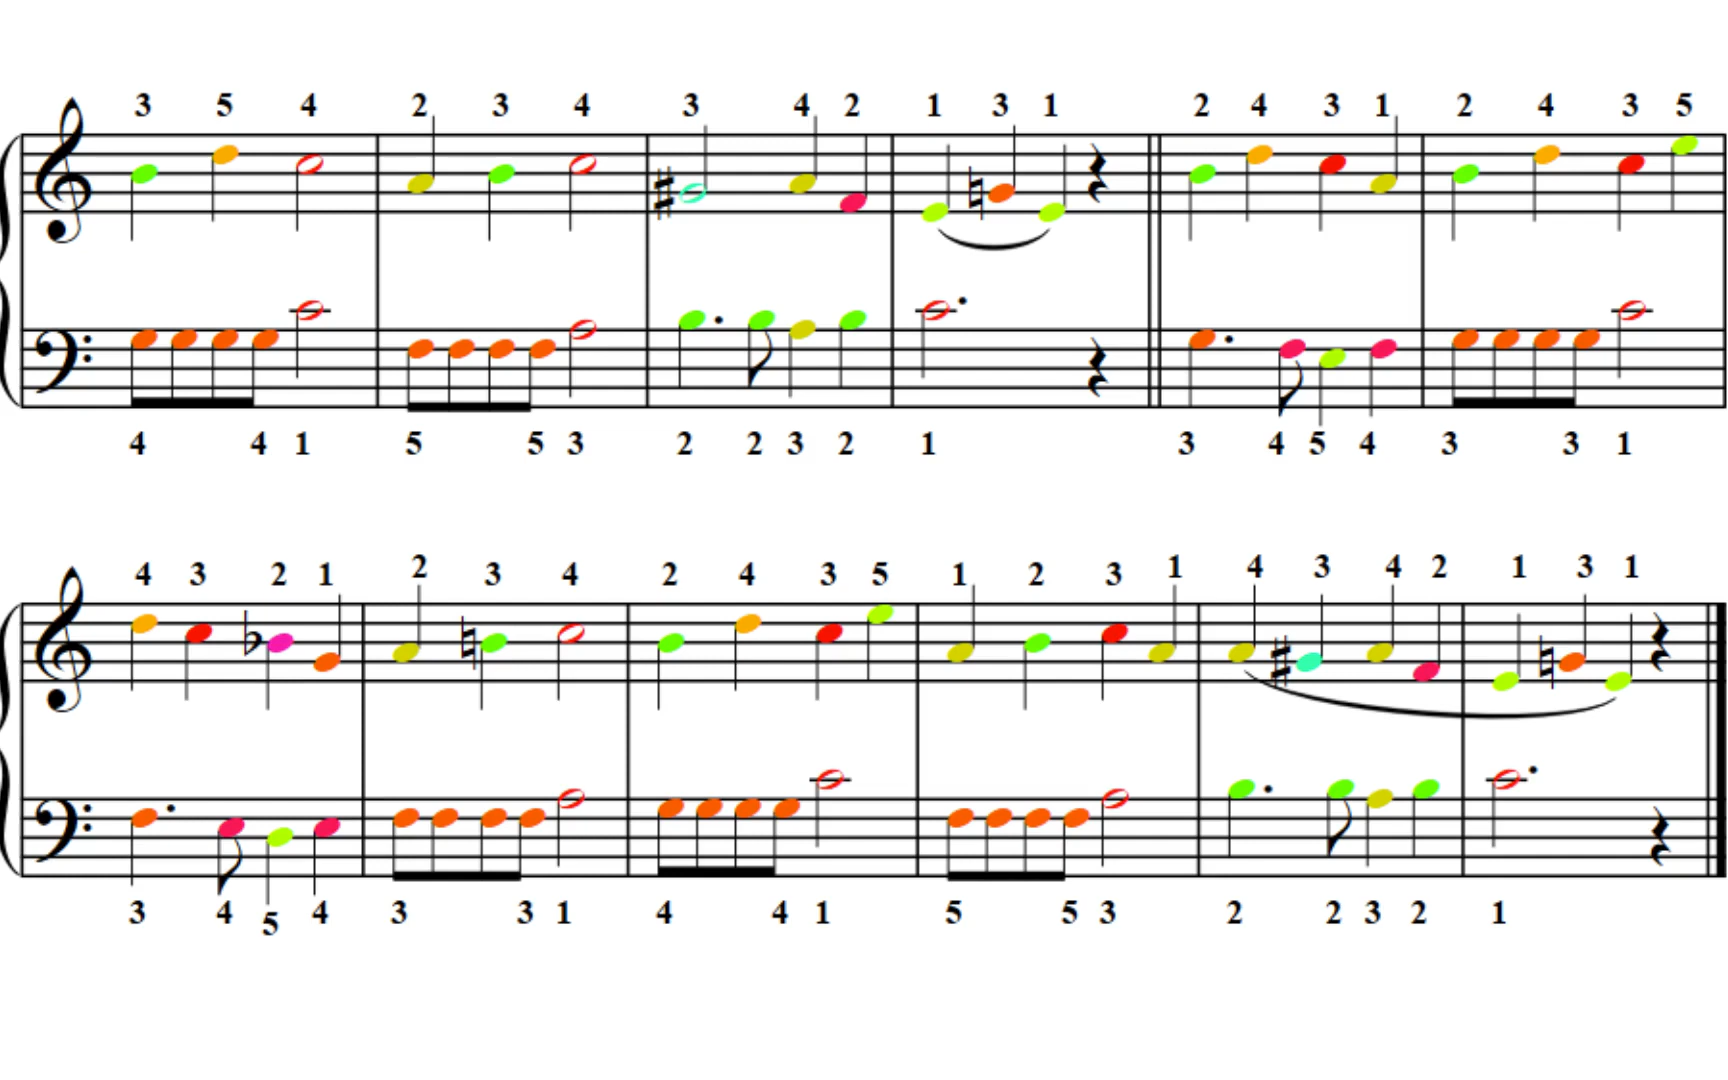 3 5 4 2 3 4 3 4 2 1 3 1 2 4 3 1 2 4 3 5
4 4 1 5 5 3 2 2 3 2 1 3 4 5 4 3 3 1
4 3 2 1 2 3 4 2 4 3 5 1 2 3 1 4 3 4 2 1 3 1
3 4 5 4 3 3 1 4 4 1 5 5 3 2 2 3 2 1